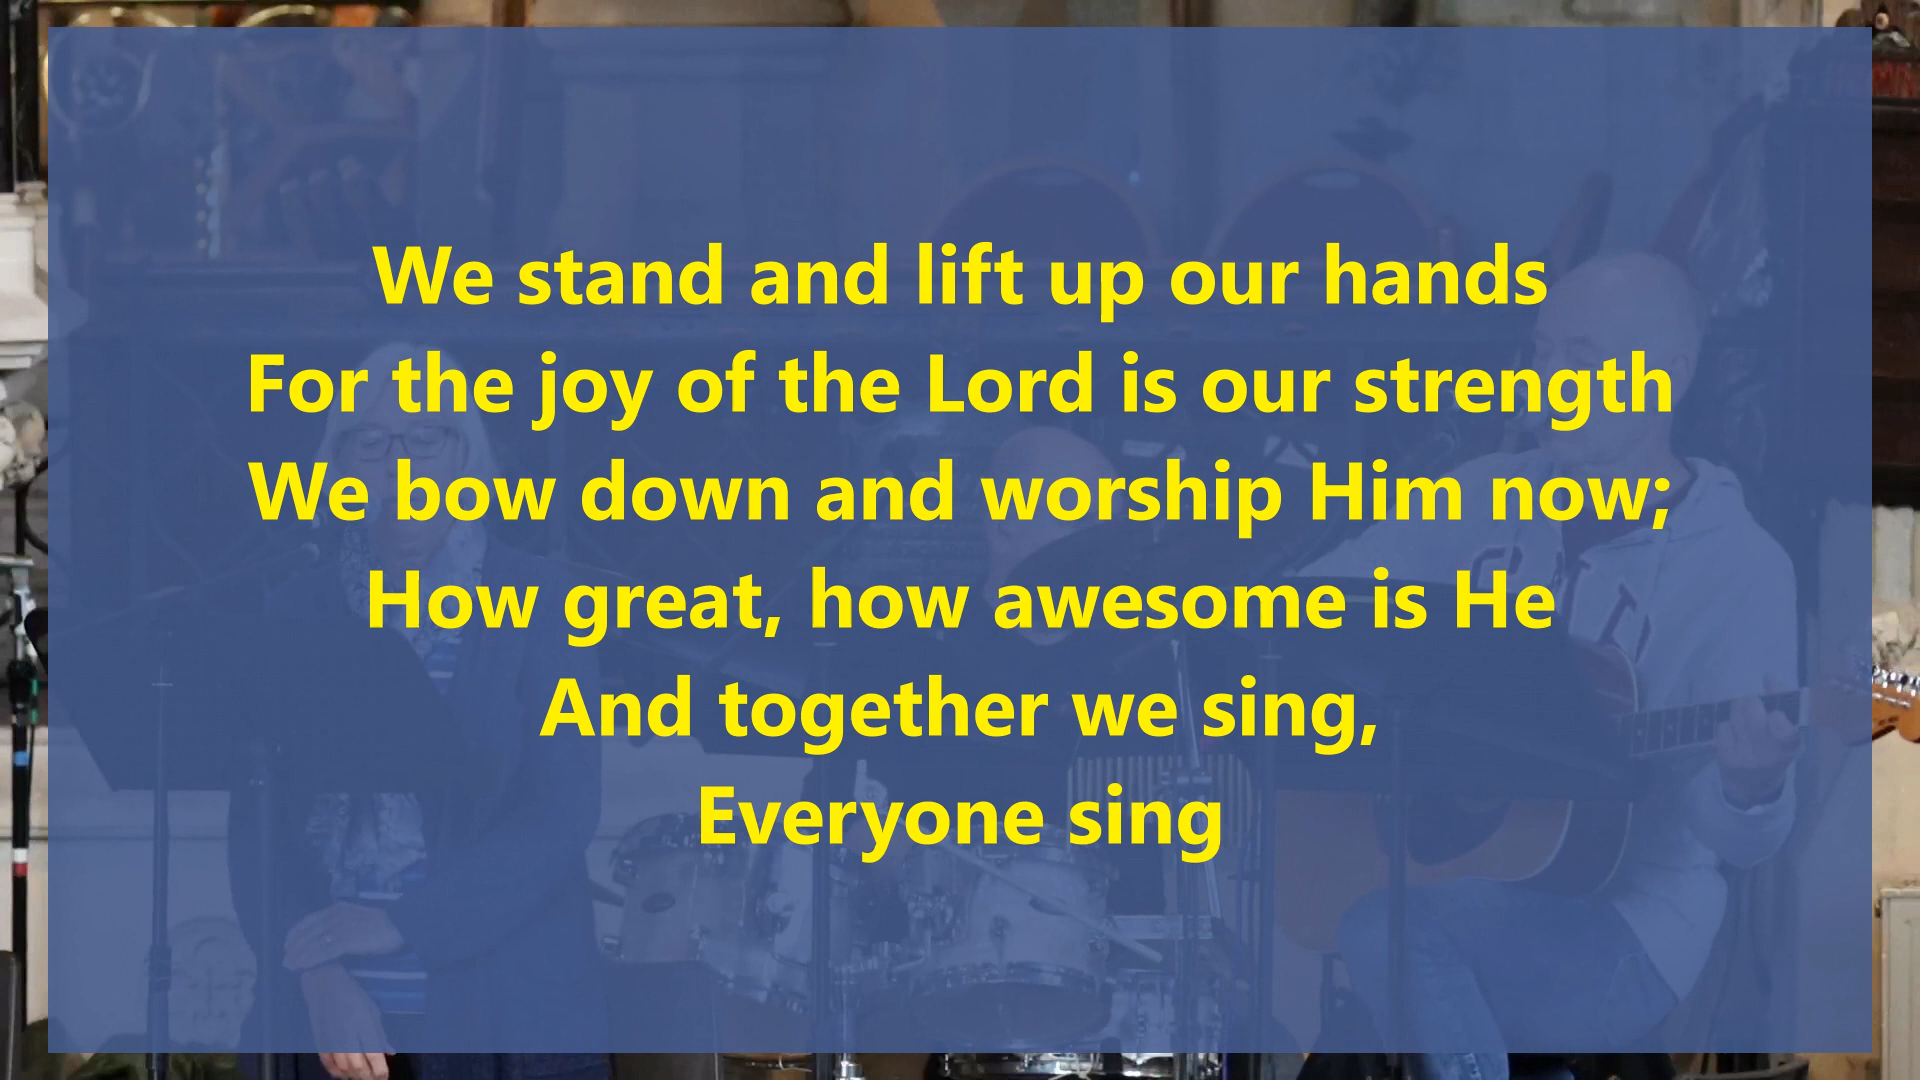 We stand and lift up our hands
For the joy of the Lord is our strength
We bow down and worship Him now;
How great, how awesome is He
And together we sing,
Everyone sing